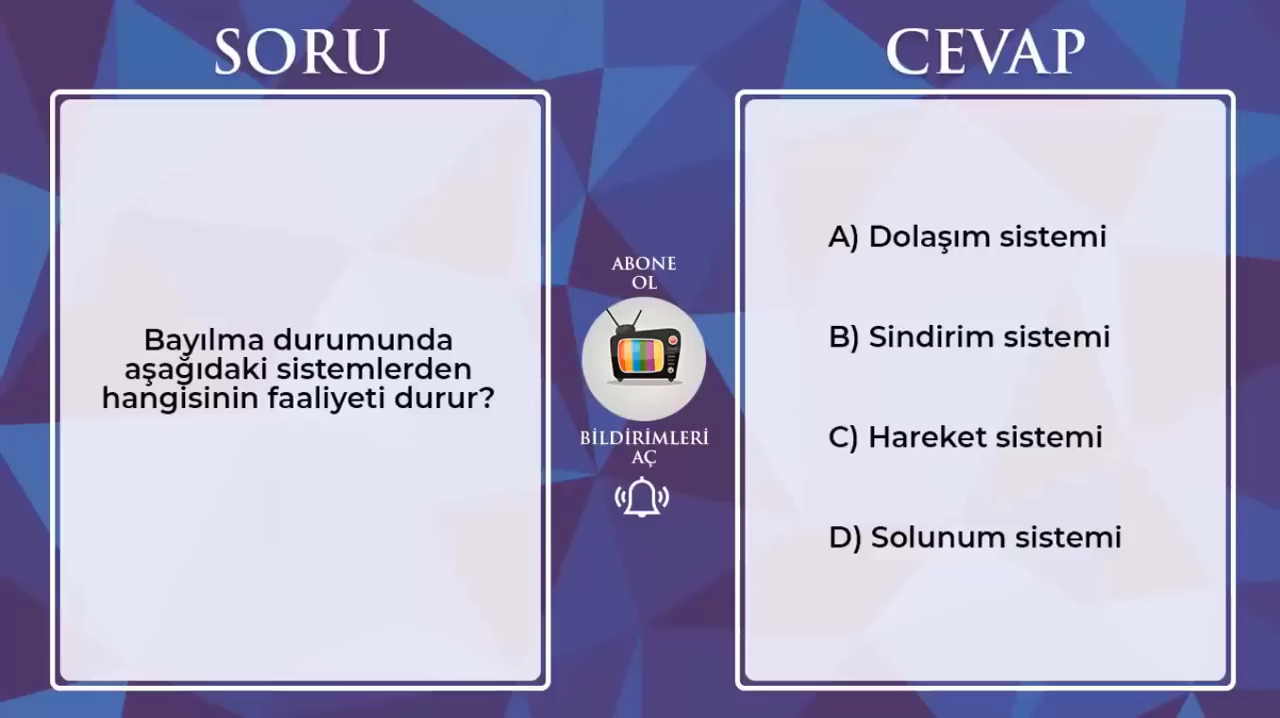 SORU
Bayılma durumunda
aşağıdaki sistemlerden
hangisinin faaliyeti durur?
ABONE
OL
BİLDİRİMLERİ
AÇ
CEVAP
A) Dolaşım sistemi
B) Sindirim sistemi
C) Hareket sistemi
D) Solunum sistemi